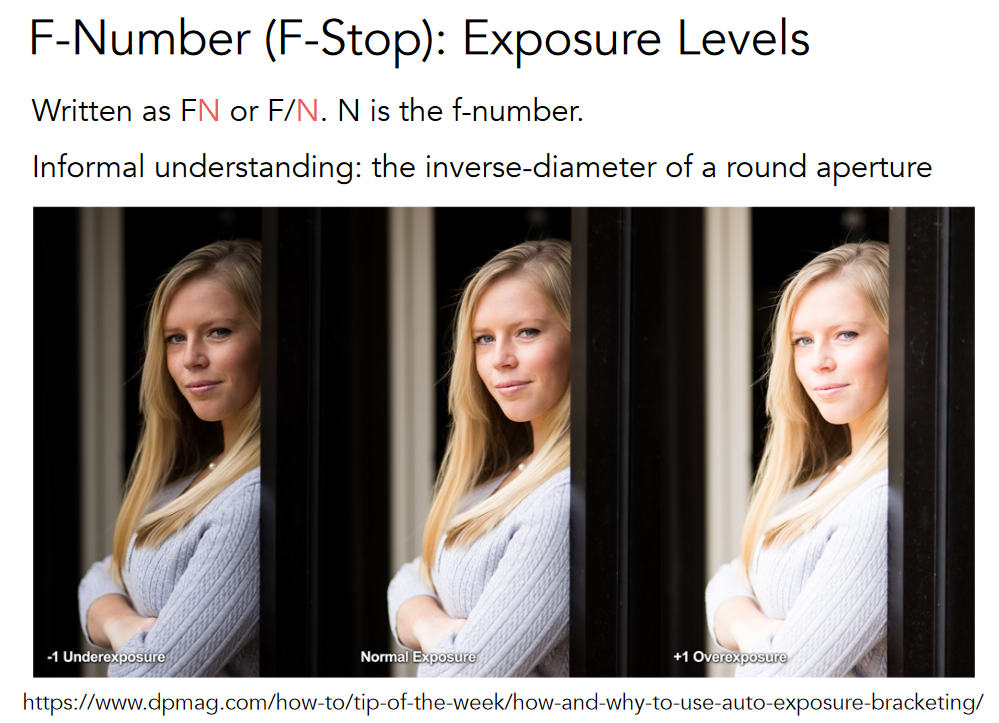 F-Number (F-Stop): Exposure Levels
Written as FN or F/N. N is the f-number.
Informal understanding: the inverse-diameter of a round aperture
-1 Underexposure
Normal Exposure
+1 Overexposure
https://www.dpmag.com/how-to/tip-of-the-week/how-and-why-to-use-auto-exposure-bracketing/